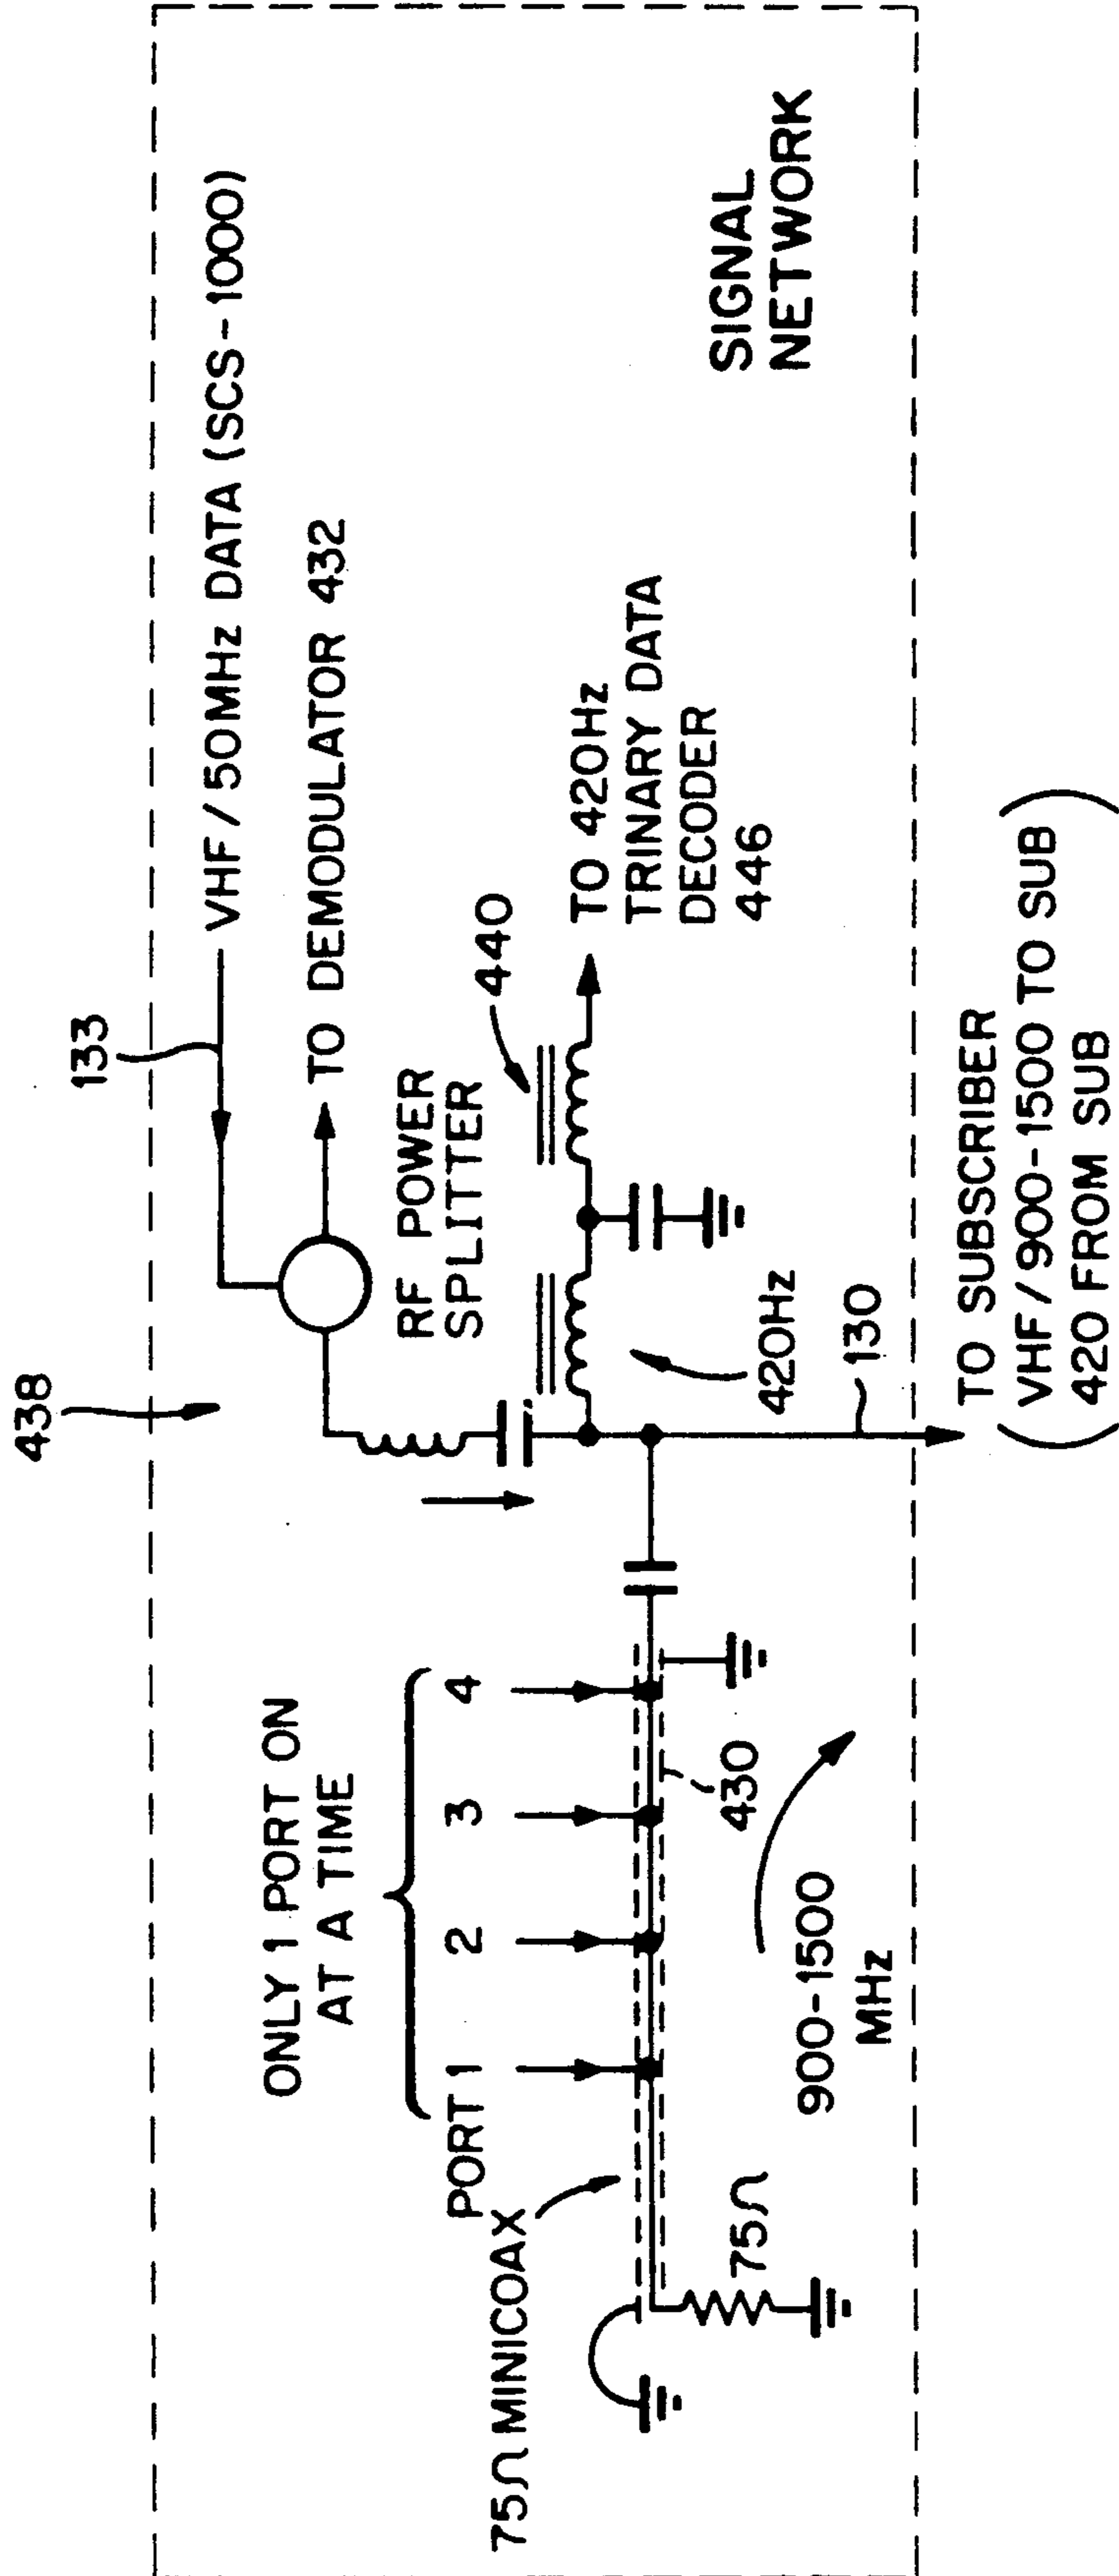 438
133
VHF/50MHz DATA (SCS-1000)
TO DEMODULATOR 432
RF POWER
SPLITTER
440
TO 420Hz
TRINARY DATA
DECODER
446
ONLY 1 PORT ON
AT A TIME
PORT 1 2 3 4
75Ω MINICOAX
75Ω
430
900-1500
MHz
420Hz
130
SIGNAL
NETWORK
TO SUBSCRIBER
(VHF/900-1500 TO SUB
420 FROM SUB)